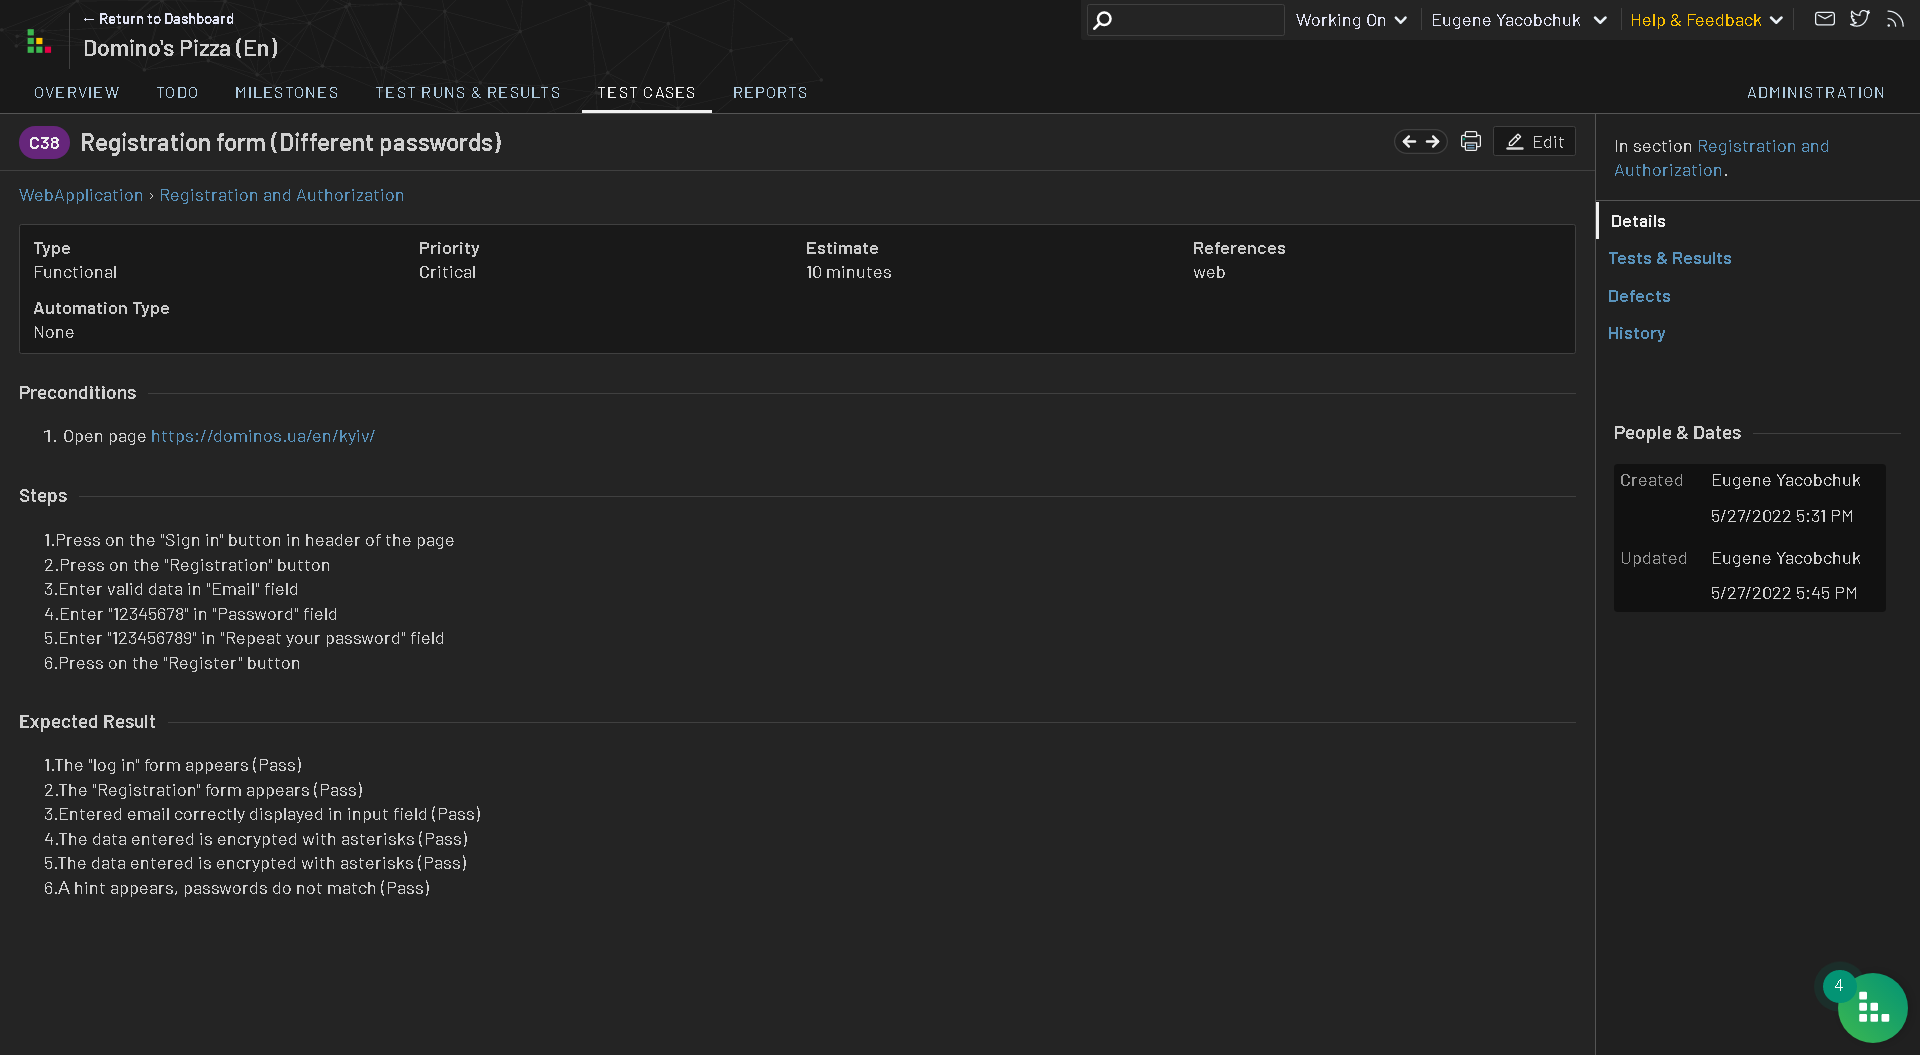 ← Return to Dashboard
Domino's Pizza (En)
Working On
Eugene Yacobchuk
Help & Feedback
OVERVIEW TODO MILESTONES TEST RUNS & RESULTS TEST CASES REPORTS ADMINISTRATION
C38 Registration form (Different passwords)
Edit
WebApplication › Registration and Authorization
Type Priority Estimate References
Functional Critical 10 minutes web
Automation Type
None
Preconditions
1. Open page https://dominos.ua/en/kyiv/
Steps
1.Press on the "Sign in" button in header of the page
2.Press on the "Registration" button
3.Enter valid data in "Email" field
4.Enter "12345678" in "Password" field
5.Enter "123456789" in "Repeat your password" field
6.Press on the "Register" button
Expected Result
1.The "log in" form appears (Pass)
2.The "Registration" form appears (Pass)
3.Entered email correctly displayed in input field (Pass)
4.The data entered is encrypted with asterisks (Pass)
5.The data entered is encrypted with asterisks (Pass)
6.A hint appears, passwords do not match (Pass)
In section Registration and
Authorization.
Details
Tests & Results
Defects
History
People & Dates
Created Eugene Yacobchuk
5/27/2022 5:31 PM
Updated Eugene Yacobchuk
5/27/2022 5:45 PM
4